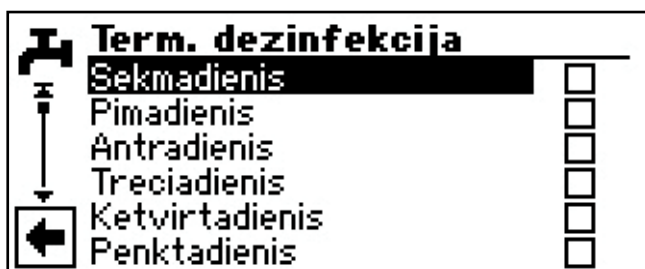 Term. dezinfekcija
Sekmadienis
Pimadienis
Antradienis
Treciadienis
Ketvirtadienis
Penktadienis